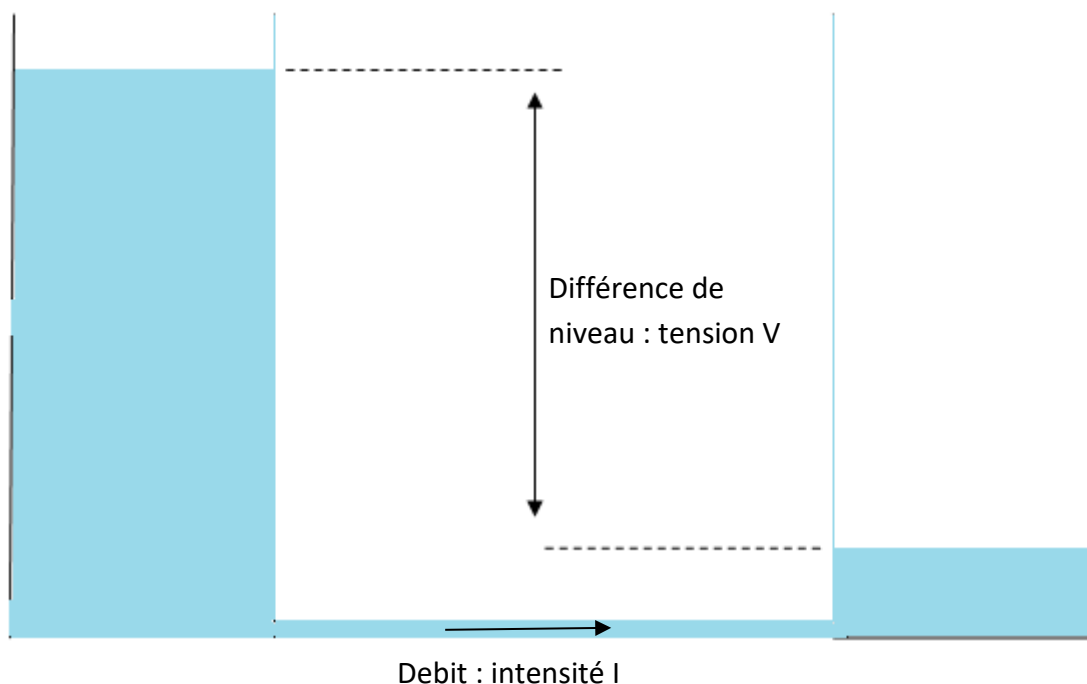 Différence de
niveau : tension V
Debit : intensité I